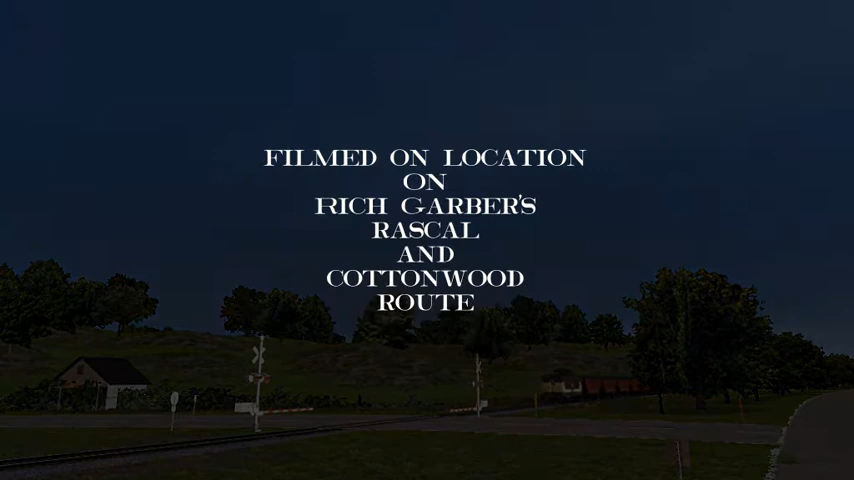 FILMED ON LOCATION
ON
RICH GARBER'S
RASCAL
AND
COTTONWOOD
ROUTE